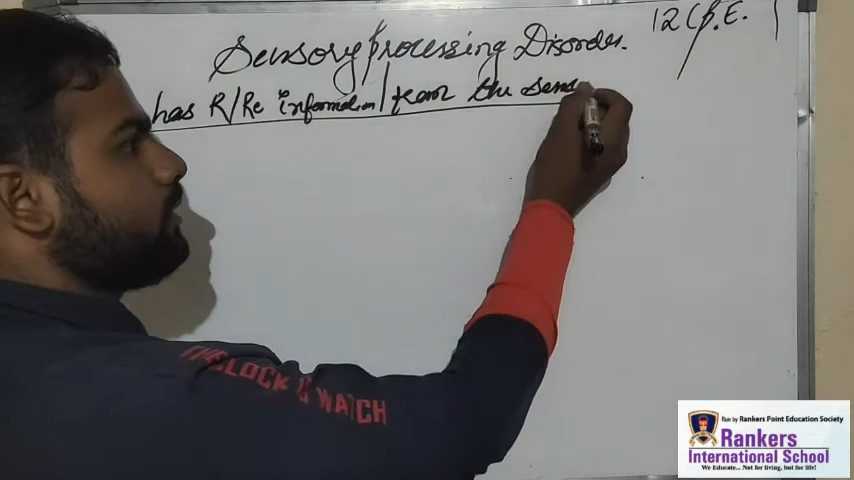 Sensory processing Disorder.
12 (P.E.
has R/Re information from the sens
THE CLOCK & WATCH
Run by Rankers Point Education Society
Rankers
International School
We Educate... Not for living, but for life!